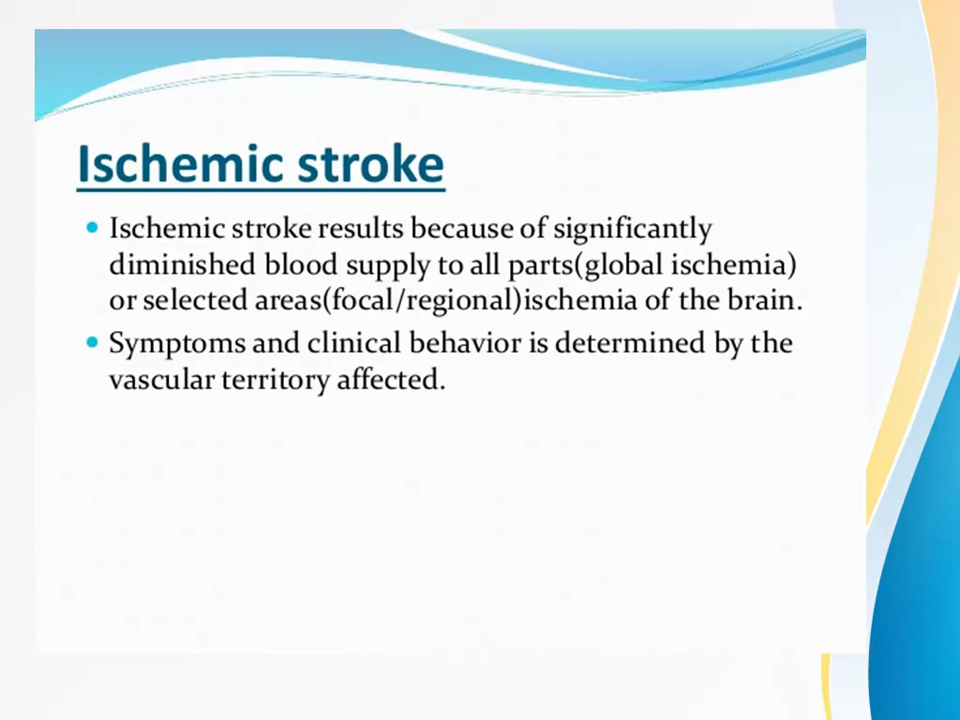 Ischemic stroke
Ischemic stroke results because of significantly
diminished blood supply to all parts(global ischemia)
or selected areas(focal/regional)ischemia of the brain.
Symptoms and clinical behavior is determined by the
vascular territory affected.